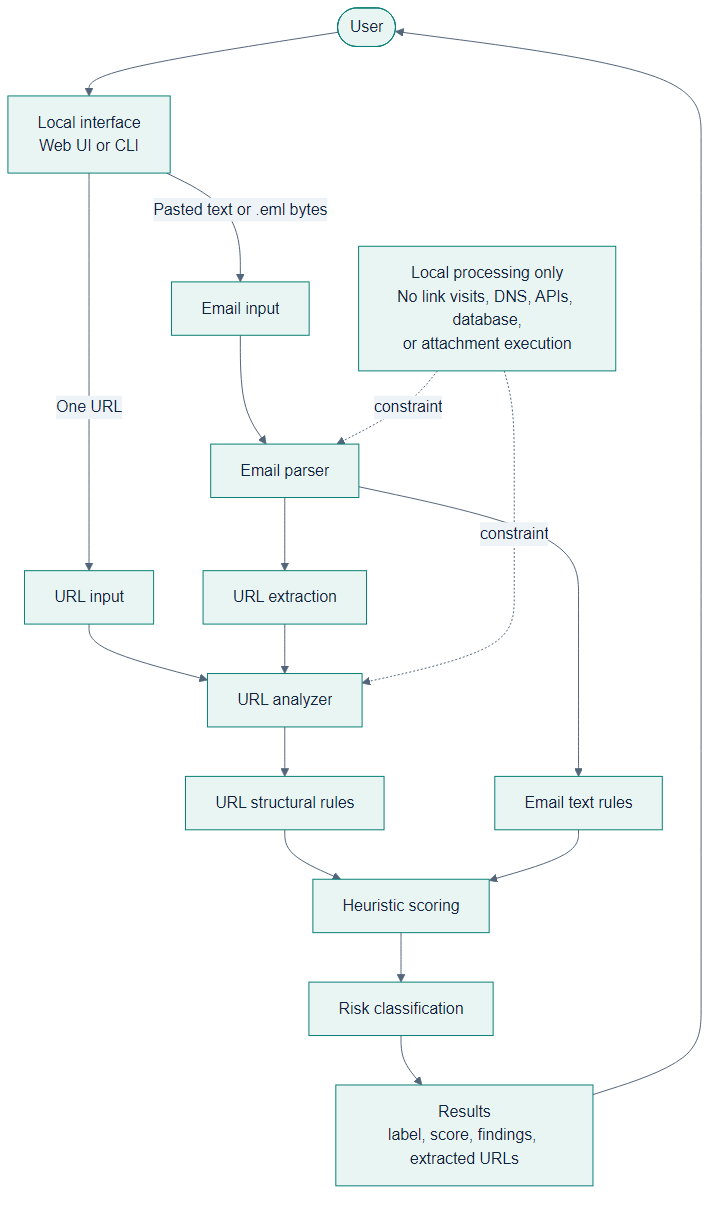 User
Local interface
Web UI or CLI
Pasted text or .eml bytes
Local processing only
No link visits, DNS, APIs,
database,
or attachment execution
Email input
One URL
constraint
Email parser
constraint
URL input
URL extraction
URL analyzer
URL structural rules
Email text rules
Heuristic scoring
Risk classification
Results
label, score, findings,
extracted URLs